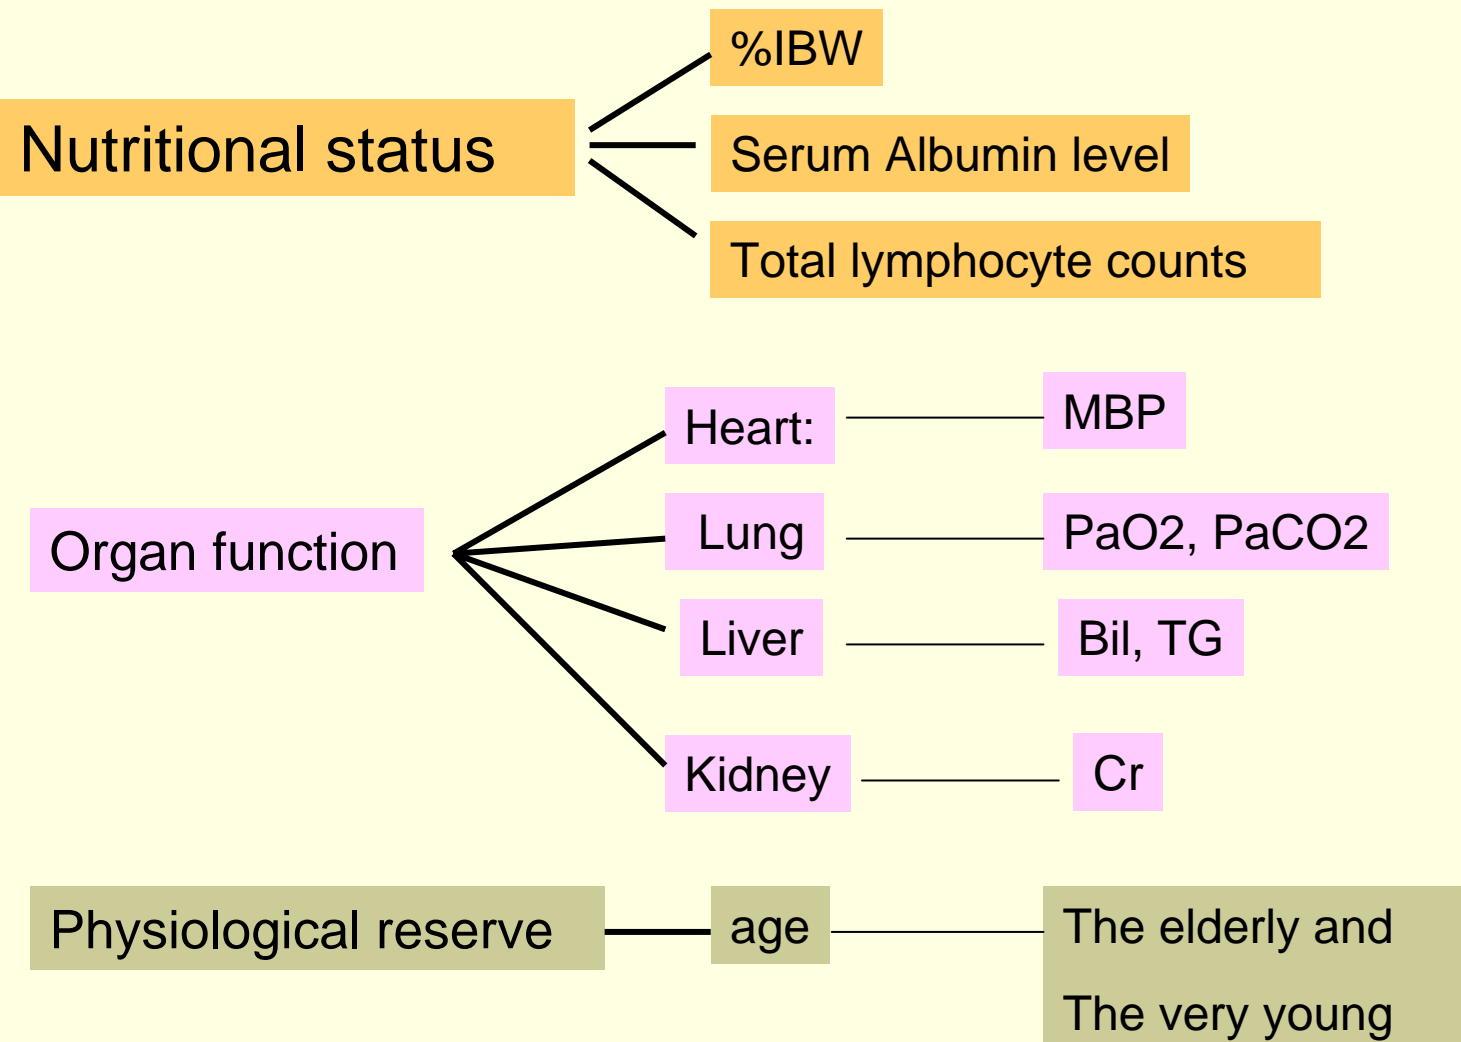 %IBW
Nutritional status
Serum Albumin level
Total lymphocyte counts
Heart:
MBP
Lung
PaO2, PaCO2
Organ function
Liver
Bil, TG
Kidney
Cr
Physiological reserve
age
The elderly and
The very young